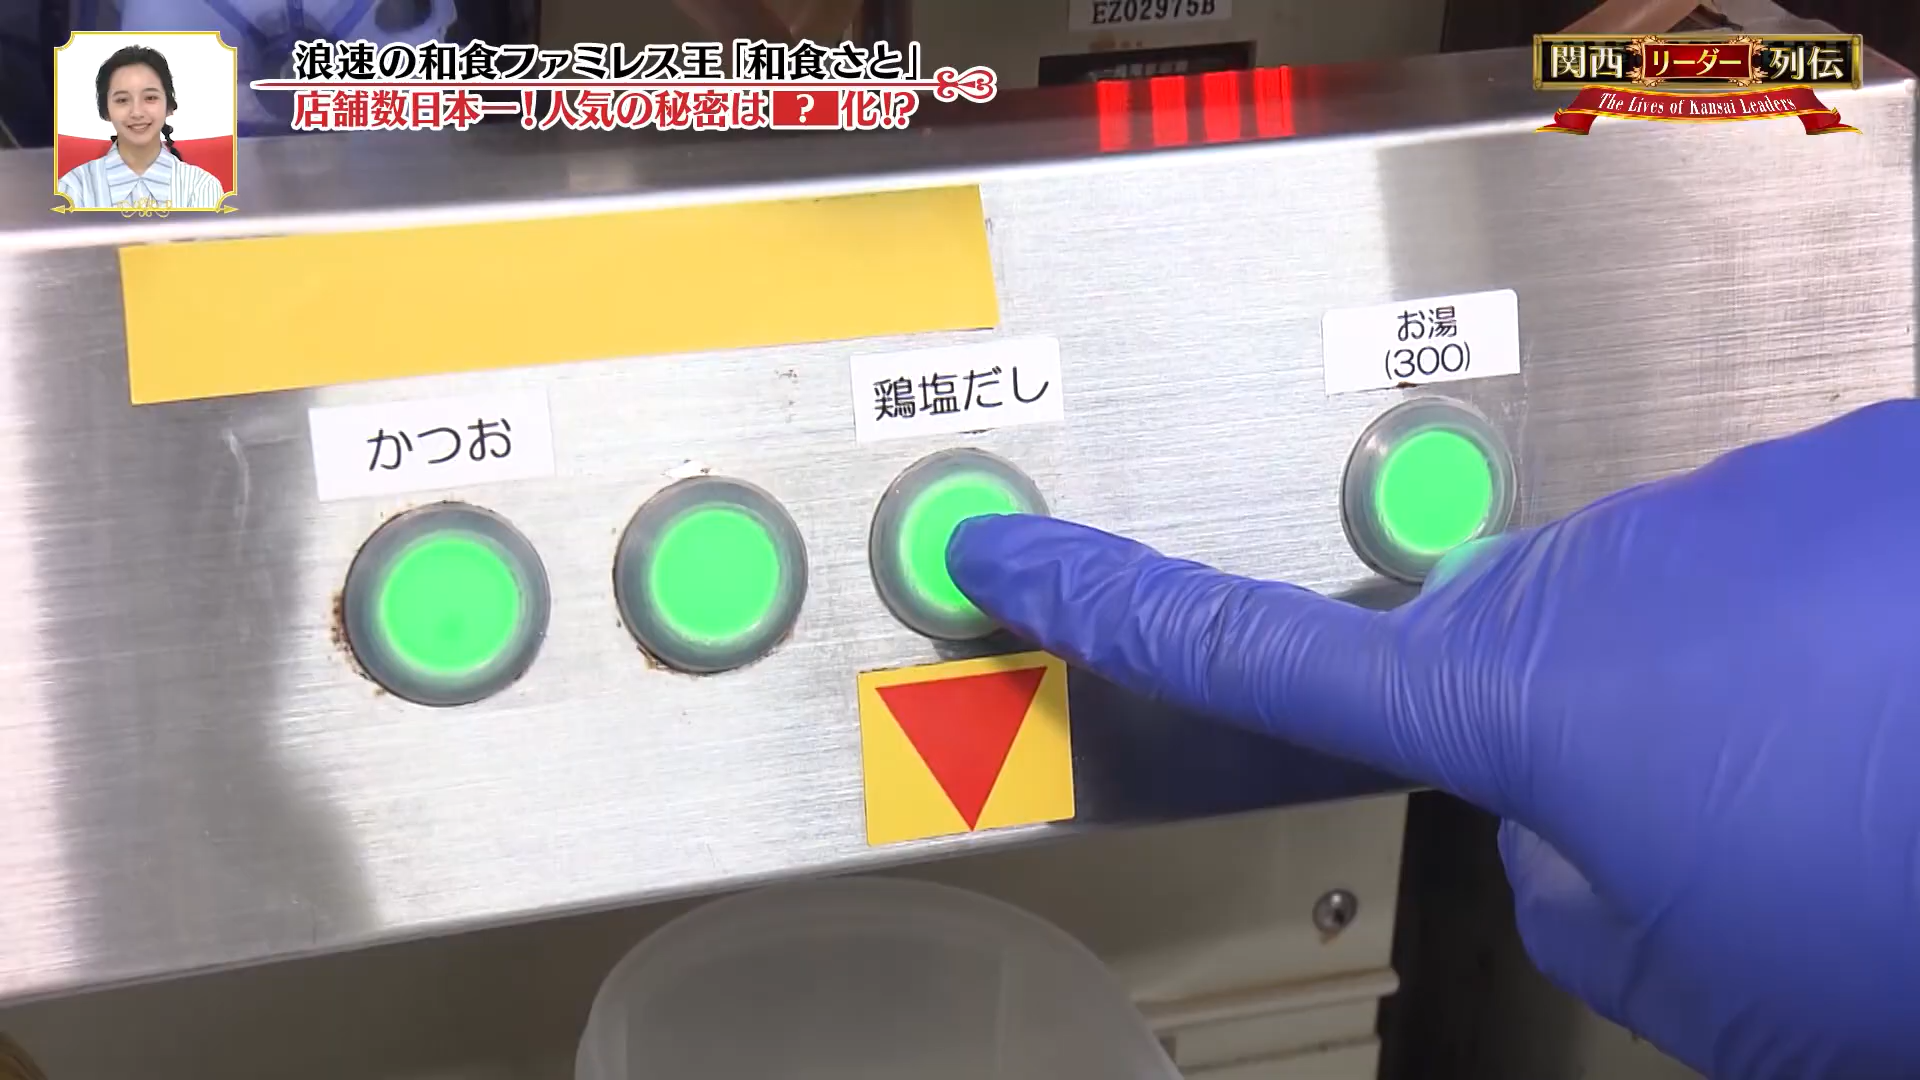 EZ02975B
浪速の和食ファミレス王「和食さと」
店舗数日本一!人気の秘密は?化!?
関西リーダー列伝
The Lives of Kansai Leaders
お湯
(300)
鶏塩だし
かつお